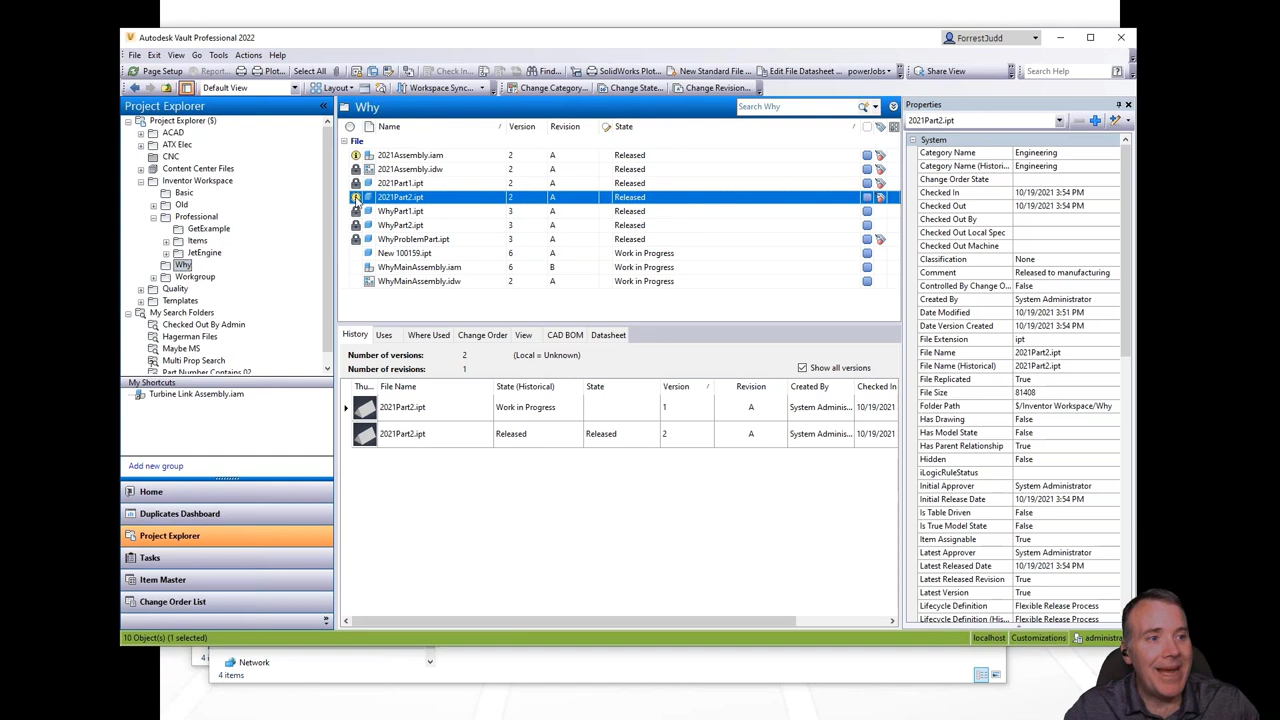 Autodesk Vault Professional 2022
ForrestJudd
File Exit View Go Tools Actions Help
Page Setup Report... Plot... Select All Check In... Find... SolidWorks Plot... New Standard File ... Edit File Datasheet ... powerJobs Share View Search Help
Default View Layout Workspace Sync... Change Category... Change State... Change Revision...
Project Explorer
Project Explorer ($)
ACAD
ATX Elec
CNC
Content Center Files
Inventor Workspace
Basic
Old
Professional
GetExample
Items
JetEngine
Why
Workgroup
Quality
Templates
My Search Folders
Checked Out By Admin
Hagerman Files
Maybe MS
Multi Prop Search
Part Number Contains 02
My Shortcuts
Turbine Link Assembly.iam
Add new group
Home
Duplicates Dashboard
Project Explorer
Tasks
Item Master
Change Order List
Why
Search Why
Name Version Revision State
File
2021Assembly.iam 2 A Released
2021Assembly.idw 2 A Released
2021Part1.ipt 2 A Released
2021Part2.ipt 2 A Released
WhyPart1.ipt 3 A Released
WhyPart2.ipt 3 A Released
WhyProblemPart.ipt 3 A Released
New 100159.ipt 6 A Work in Progress
WhyMainAssembly.iam 6 B Work in Progress
WhyMainAssembly.idw 2 A Work in Progress
History Uses Where Used Change Order View CAD BOM Datasheet
Number of versions: 2 (Local = Unknown)
Number of revisions: 1
Show all versions
Thu... File Name State (Historical) State Version Revision Created By Checked In
2021Part2.ipt Work in Progress 1 A System Adminis... 10/19/2021
2021Part2.ipt Released Released 2 A System Adminis... 10/19/2021
Properties
2021Part2.ipt
System
Category Name Engineering
Category Name (Histori... Engineering
Change Order State
Checked In 10/19/2021 3:54 PM
Checked Out 10/19/2021 3:54 PM
Checked Out By
Checked Out Local Spec
Checked Out Machine
Classification None
Comment Released to manufacturing
Controlled By Change O... False
Created By System Administrator
Date Modified 10/19/2021 3:51 PM
Date Version Created 10/19/2021 3:54 PM
File Extension ipt
File Name 2021Part2.ipt
File Name (Historical) 2021Part2.ipt
File Replicated True
File Size 81408
Folder Path $/Inventor Workspace/Why
Has Drawing False
Has Model State False
Has Parent Relationship True
Hidden False
iLogicRuleStatus
Initial Approver System Administrator
Initial Release Date 10/19/2021 3:54 PM
Is Table Driven False
Is True Model State False
Item Assignable True
Latest Approver System Administrator
Latest Released Date 10/19/2021 3:54 PM
Latest Released Revision True
Latest Version True
Lifecycle Definition Flexible Release Process
Lifecycle Definition (His... Flexible Release Process
10 Object(s) (1 selected) localhost Customizations administra
4 i
Network
4 items